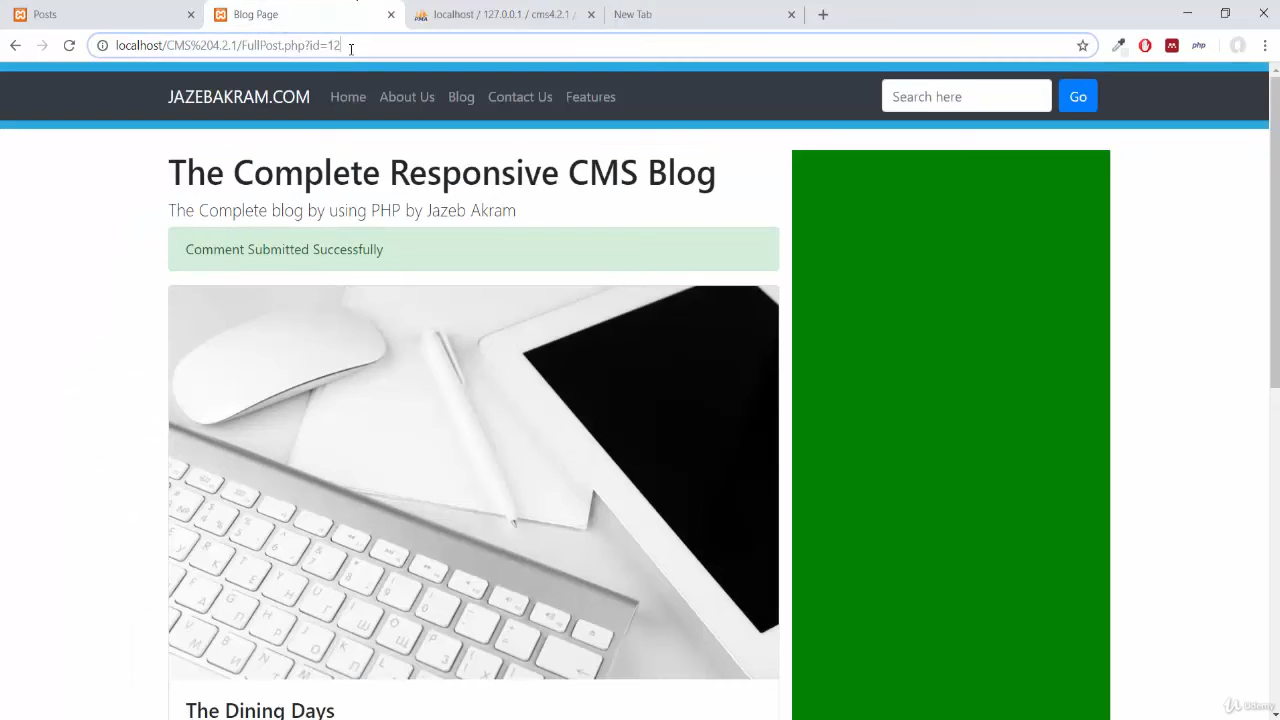 Posts
Blog Page
localhost / 127.0.0.1 / cms4.2.1 /
New Tab
localhost/CMS%204.2.1/FullPost.php?id=12
php
JAZEBAKRAM.COM
Home
About Us
Blog
Contact Us
Features
Search here
Go
The Complete Responsive CMS Blog
The Complete blog by using PHP by Jazeb Akram
Comment Submitted Successfully
The Dining Days
Udemy